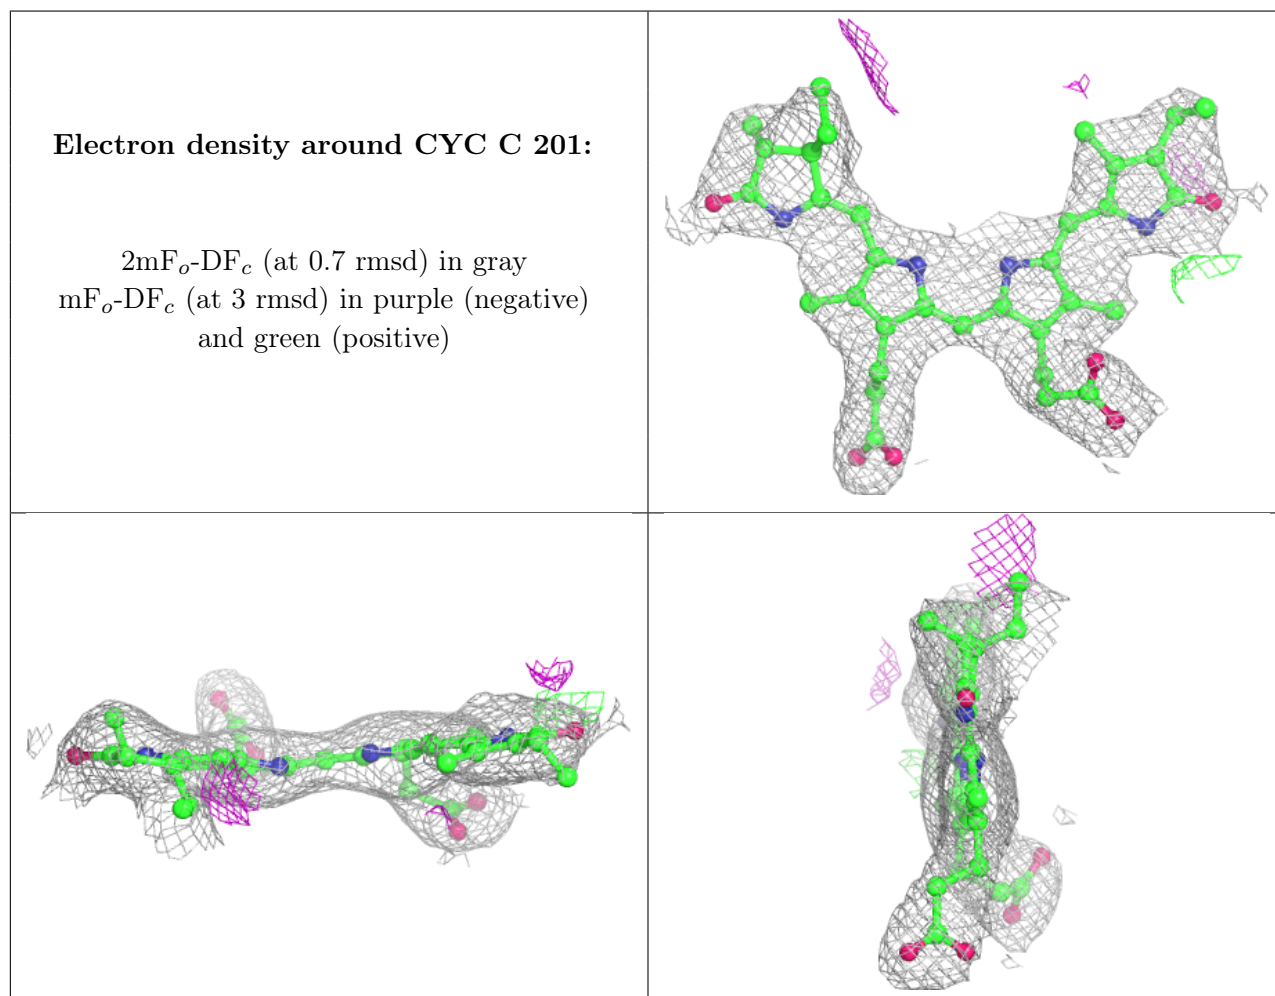 Electron density around CYC C 201:
2mFo-DFc (at 0.7 rmsd) in gray
mFo-DFc (at 3 rmsd) in purple (negative)
and green (positive)